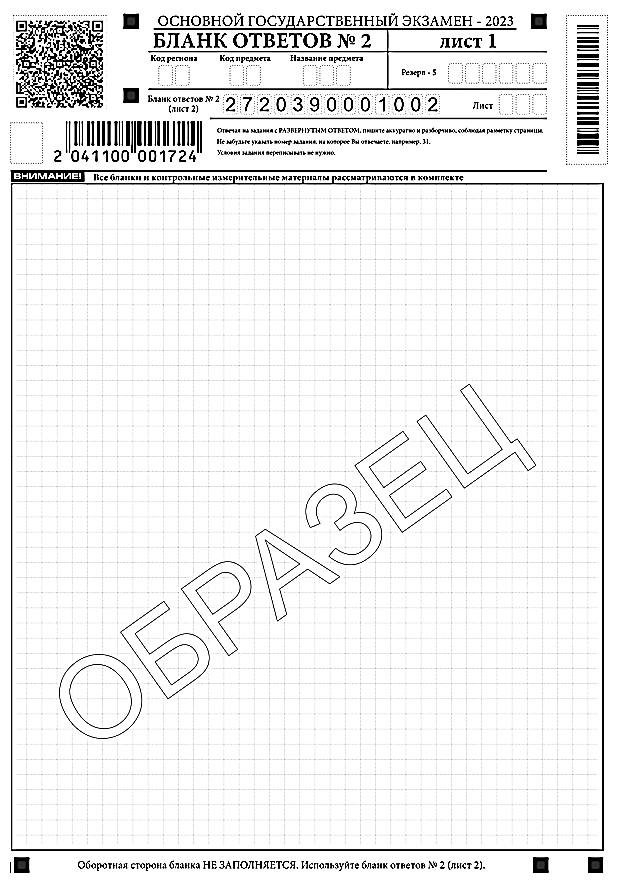 ОСНОВНОЙ ГОСУДАРСТВЕННЫЙ ЭКЗАМЕН - 2023
БЛАНК ОТВЕТОВ № 2 лист 1
Код региона Код предмета Название предмета
Резерв - 5
Бланк ответов № 2
(лист 2)
2720390001002
Лист
2 041100 001724
Отвечая на задания с РАЗВЕРНУТЫМ ОТВЕТОМ, пишите аккуратно и разборчиво, соблюдая разметку страницы.
Не забудьте указать номер задания, на которое Вы отвечаете, например, 31.
Условия задания переписывать не нужно.
ВНИМАНИЕ! Все бланки и контрольные измерительные материалы рассматриваются в комплекте
ОБРАЗЕЦ
Оборотная сторона бланка НЕ ЗАПОЛНЯЕТСЯ. Используйте бланк ответов № 2 (лист 2).